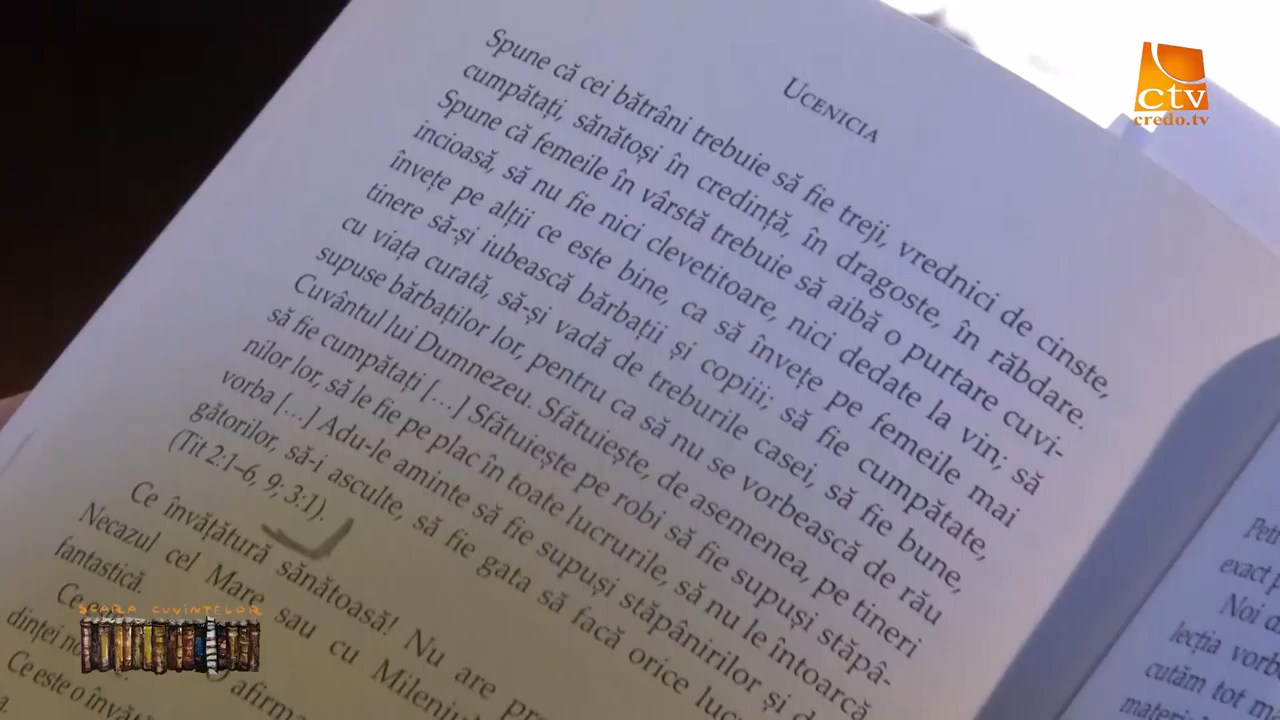 UCENICIA
Spune că cei bătrâni trebuie să fie treji, vrednici de cinste,
cumpătați, sănătoși în credință, în dragoste, în răbdare.
Spune că femeile în vârstă trebuie să aibă o purtare cuvi-
incioasă, să nu fie nici clevetitoare, nici dedate la vin; să
învețe pe alții ce este bine, ca să învețe pe femeile mai
tinere să-și iubească bărbații și copiii; să fie cumpătate,
cu viața curată, să-și vadă de treburile casei, să fie bune,
supuse bărbaților lor, pentru ca să nu se vorbească de rău
Cuvântul lui Dumnezeu. Sfătuiește, de asemenea, pe tineri
să fie cumpătați [...] Sfătuiește pe robi să fie supuși stăpâ-
nilor lor, să le fie pe plac în toate lucrurile, să nu le întoarcă
vorba [...] Adu-le aminte să fie supuși stăpânirilor și
gătorilor, să-i asculte, să fie gata să facă orice
(Tit 2:1–6, 9; 3:1).
Ce învățătură sănătoasă! Nu are
Necazul cel Mare sau cu
fantastică.
Ce
dinței
afirma
Ce este o
exact
Noi
lecția
cutăm tot
ctv
credo.tv
SCARA CUVINTELOR